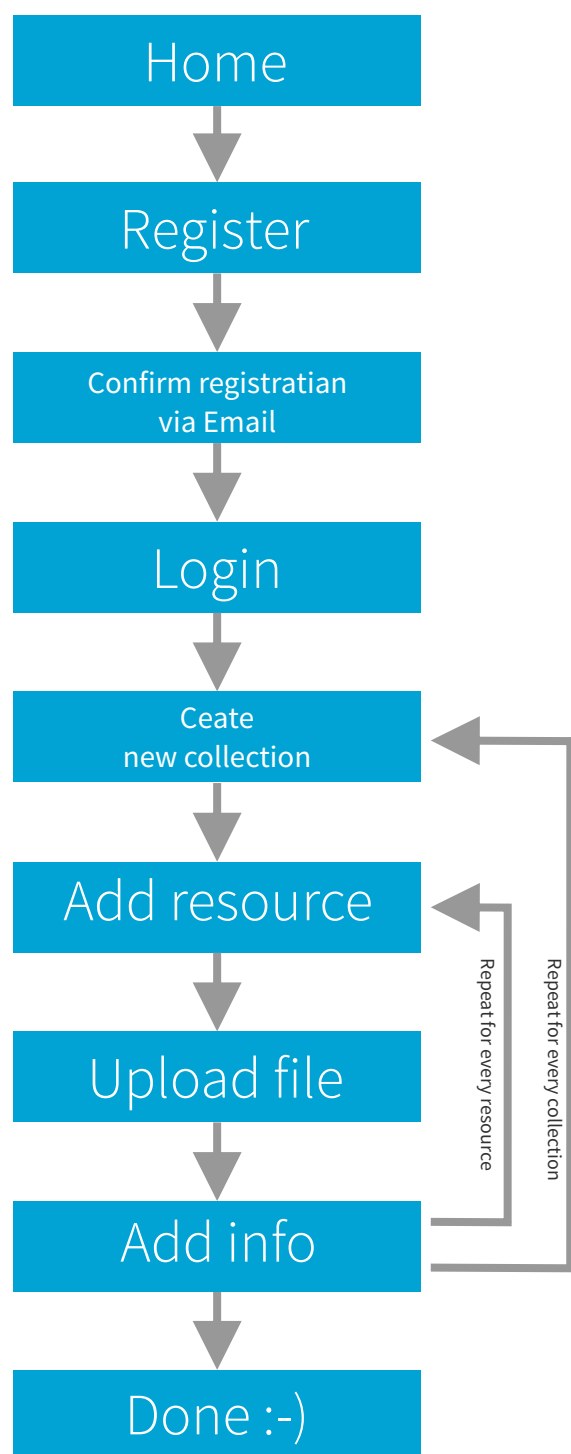 Home
Register
Confirm registratian
via Email
Login
Ceate
new collection
Add resource
Upload file
Add info
Done :-)
Repeat for every resource
Repeat for every collection